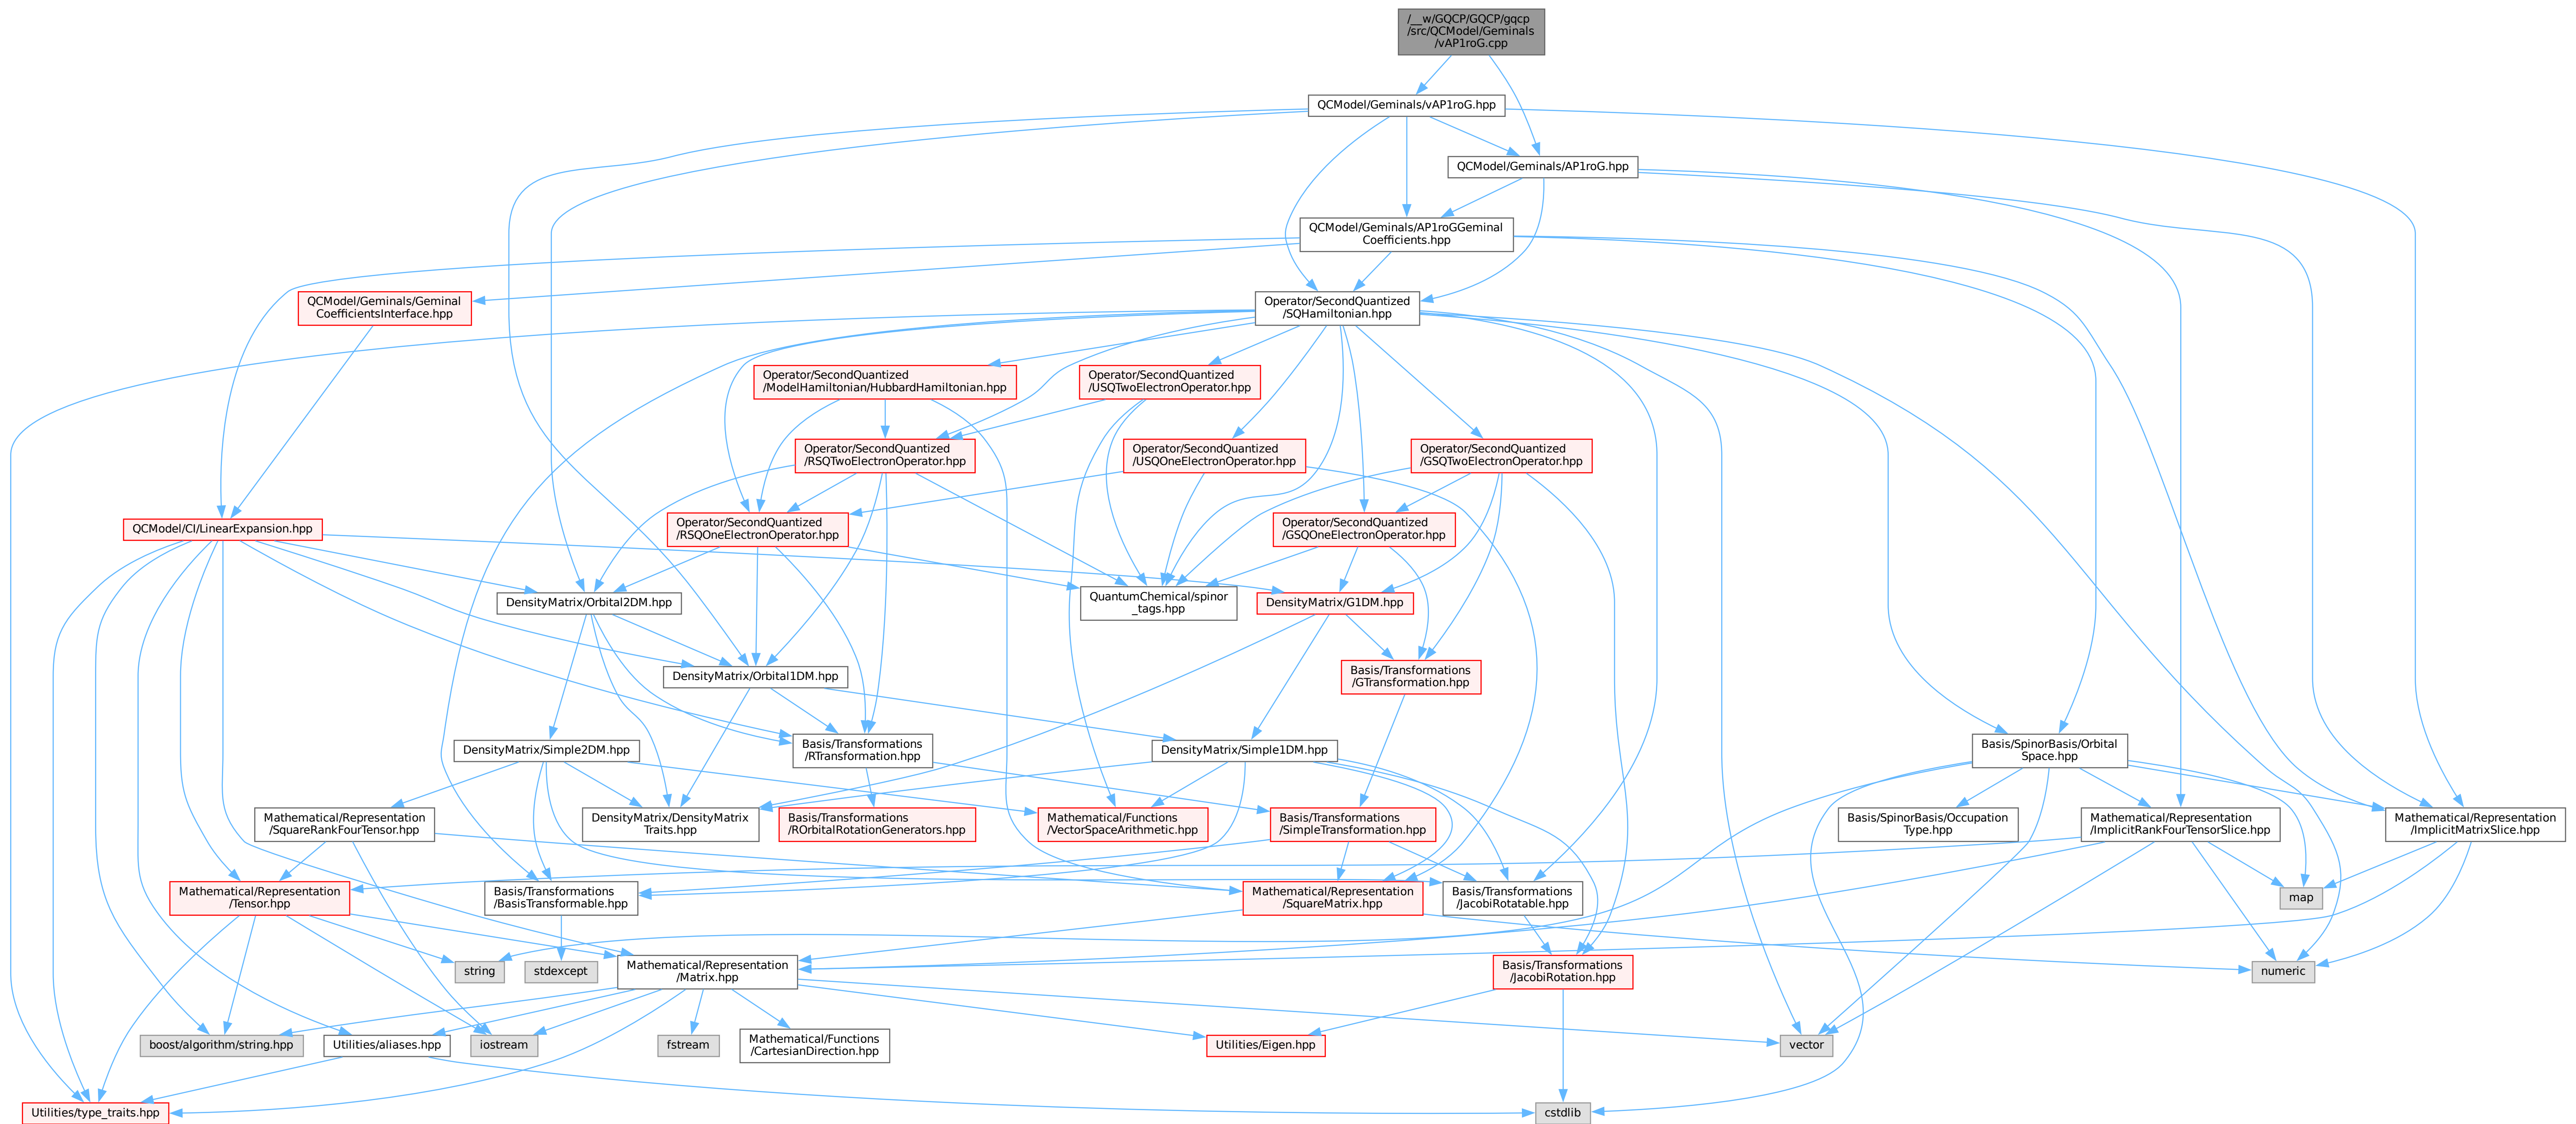 /__w/GQCP/GQCP/gqcp
/src/QCModel/Geminals
/vAP1roG.cpp
QCModel/Geminals/vAP1roG.hpp
QCModel/Geminals/AP1roG.hpp
QCModel/Geminals/AP1roGGeminal
Coefficients.hpp
QCModel/Geminals/Geminal
CoefficientsInterface.hpp
Operator/SecondQuantized
/SQHamiltonian.hpp
Operator/SecondQuantized
/ModelHamiltonian/HubbardHamiltonian.hpp
Operator/SecondQuantized
/USQTwoElectronOperator.hpp
Operator/SecondQuantized
/RSQTwoElectronOperator.hpp
Operator/SecondQuantized
/USQOneElectronOperator.hpp
Operator/SecondQuantized
/GSQTwoElectronOperator.hpp
QCModel/CI/LinearExpansion.hpp
Operator/SecondQuantized
/RSQOneElectronOperator.hpp
Operator/SecondQuantized
/GSQOneElectronOperator.hpp
DensityMatrix/Orbital2DM.hpp
QuantumChemical/spinor
_tags.hpp
DensityMatrix/G1DM.hpp
DensityMatrix/Orbital1DM.hpp
Basis/Transformations
/GTransformation.hpp
DensityMatrix/Simple2DM.hpp
Basis/Transformations
/RTransformation.hpp
DensityMatrix/Simple1DM.hpp
Basis/SpinorBasis/Orbital
Space.hpp
Mathematical/Representation
/SquareRankFourTensor.hpp
DensityMatrix/DensityMatrix
Traits.hpp
Basis/Transformations
/ROrbitalRotationGenerators.hpp
Mathematical/Functions
/VectorSpaceArithmetic.hpp
Basis/Transformations
/SimpleTransformation.hpp
Basis/SpinorBasis/Occupation
Type.hpp
Mathematical/Representation
/ImplicitRankFourTensorSlice.hpp
Mathematical/Representation
/ImplicitMatrixSlice.hpp
Mathematical/Representation
/Tensor.hpp
Basis/Transformations
/BasisTransformable.hpp
Mathematical/Representation
/SquareMatrix.hpp
Basis/Transformations
/JacobiRotatable.hpp
map
string
stdexcept
Mathematical/Representation
/Matrix.hpp
Basis/Transformations
/JacobiRotation.hpp
numeric
boost/algorithm/string.hpp
Utilities/aliases.hpp
iostream
fstream
Mathematical/Functions
/CartesianDirection.hpp
Utilities/Eigen.hpp
vector
Utilities/type_traits.hpp
cstdlib